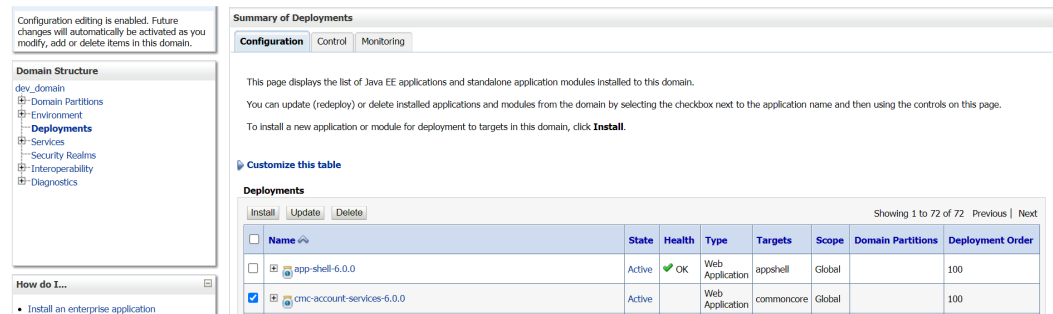 Configuration editing is enabled. Future
changes will automatically be activated as you
modify, add or delete items in this domain.
Domain Structure
dev_domain
Domain Partitions
Environment
Deployments
Services
Security Realms
Interoperability
Diagnostics
How do I...
Install an enterprise application
Summary of Deployments
Configuration Control Monitoring
This page displays the list of Java EE applications and standalone application modules installed to this domain.
You can update (redeploy) or delete installed applications and modules from the domain by selecting the checkbox next to the application name and then using the controls on this page.
To install a new application or module for deployment to targets in this domain, click Install.
Customize this table
Deployments
Install Update Delete Showing 1 to 72 of 72 Previous | Next
Name State Health Type Targets Scope Domain Partitions Deployment Order
app-shell-6.0.0 Active OK Web Application appshell Global 100
cmc-account-services-6.0.0 Active Web Application commoncore Global 100